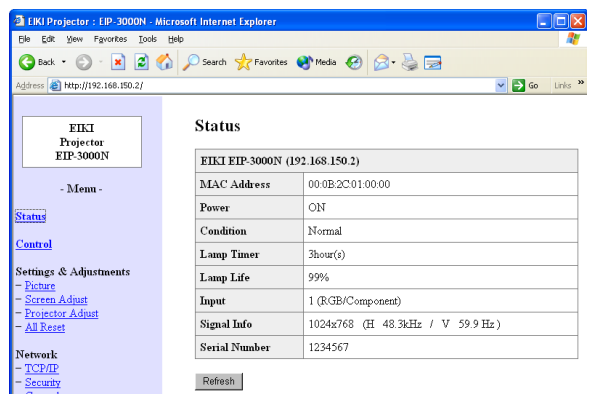 EIKI Projector : EIP-3000N - Microsoft Internet Explorer
File Edit View Favorites Tools Help
Back Search Favorites Media
Address http://192.168.150.2/ Go Links »
EIKI
Projector
EIP-3000N
- Menu -
Status
Control
Settings & Adjustments
– Picture
– Screen Adjust
– Projector Adjust
– All Reset
Network
– TCP/IP
– Security
Status
EIKI EIP-3000N (192.168.150.2)
MAC Address 00:0B:2C:01:00:00
Power ON
Condition Normal
Lamp Timer 3hour(s)
Lamp Life 99%
Input 1 (RGB/Component)
Signal Info 1024x768 (H 48.3kHz / V 59.9 Hz )
Serial Number 1234567
Refresh